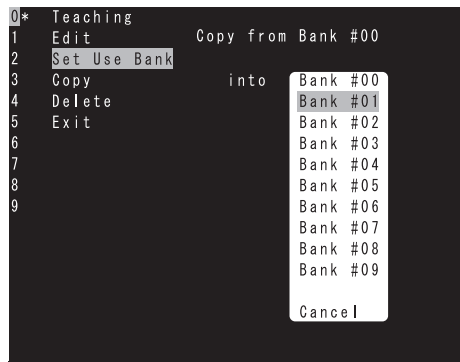 0* Teaching
1 Edit Copy from Bank #00
2 Set Use Bank
3 Copy into Bank #00
4 Delete Bank #01
5 Exit Bank #02
6 Bank #03
7 Bank #04
8 Bank #05
9 Bank #06
Bank #07
Bank #08
Bank #09
Cancel